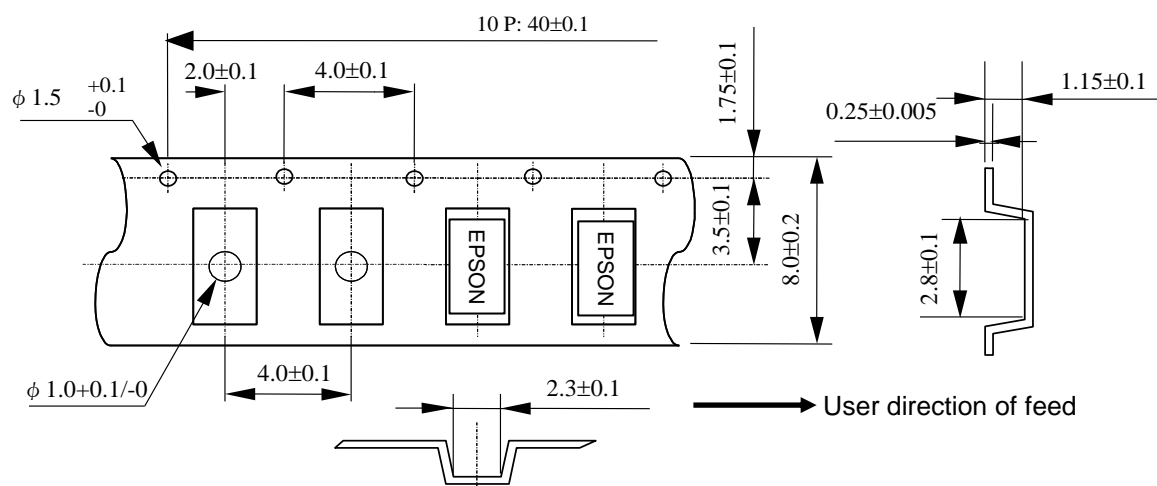 10 P: 40±0.1
2.0±0.1
4.0±0.1
1.75±0.1
1.15±0.1
φ 1.5 +0.1
-0
0.25±0.005
3.5±0.1
8.0±0.2
2.8±0.1
EPSON
EPSON
φ 1.0+0.1/-0
4.0±0.1
2.3±0.1
User direction of feed